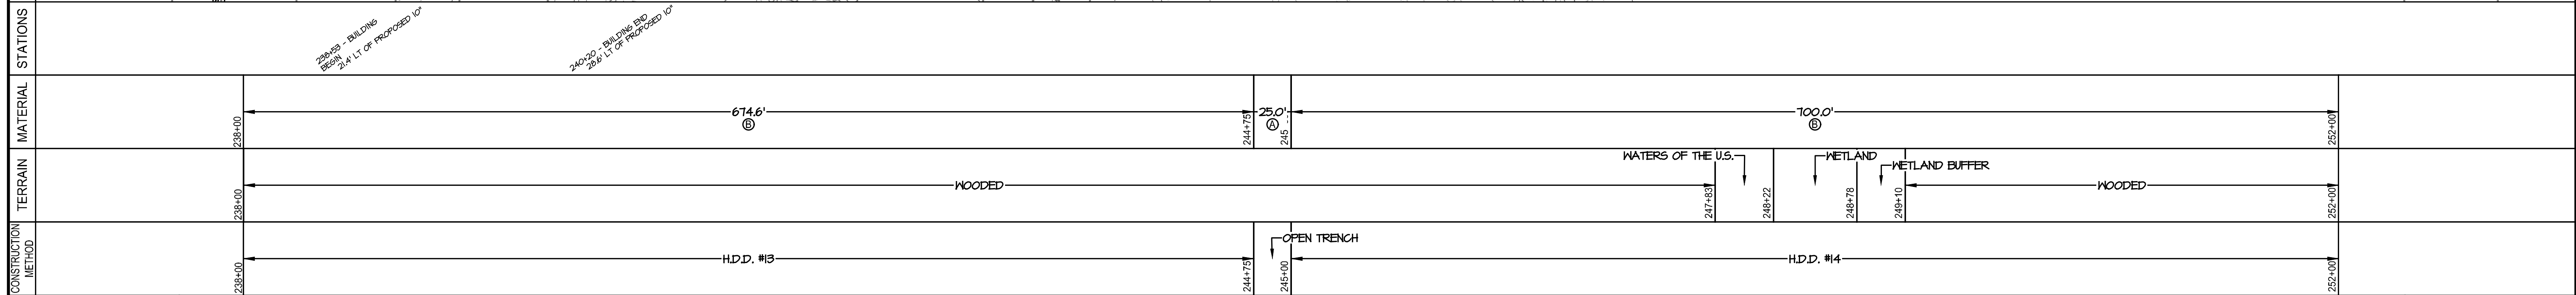 STATIONS
238+53 - BUILDING
BEGIN
21.4' LT OF PROPOSED 10"
240+20 - BUILDING END
28.6' LT OF PROPOSED 10"
MATERIAL
238+00
674.6'
B
244+75
25.0'
A
245
700.0'
B
252+00
TERRAIN
238+00
WOODED
WATERS OF THE U.S.
247+83
248+22
WETLAND
248+78
WETLAND BUFFER
249+10
WOODED
252+00
CONSTRUCTION
METHOD
238+00
H.D.D. #13
244+75
OPEN TRENCH
245+00
H.D.D. #14
252+00